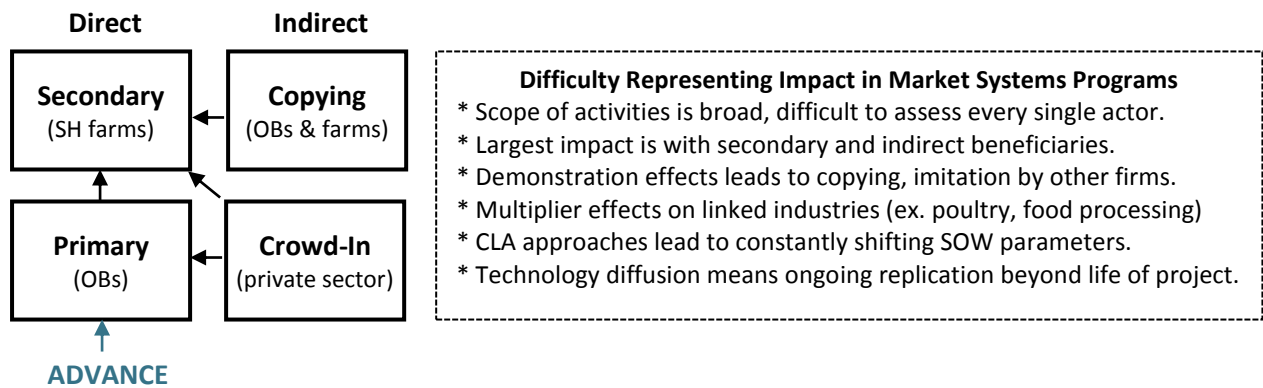 Direct
Indirect
Secondary
(SH farms)
Copying
(OBs & farms)
Primary
(OBs)
Crowd-In
(private sector)
ADVANCE
Difficulty Representing Impact in Market Systems Programs
* Scope of activities is broad, difficult to assess every single actor.
* Largest impact is with secondary and indirect beneficiaries.
* Demonstration effects leads to copying, imitation by other firms.
* Multiplier effects on linked industries (ex. poultry, food processing)
* CLA approaches lead to constantly shifting SOW parameters.
* Technology diffusion means ongoing replication beyond life of project.